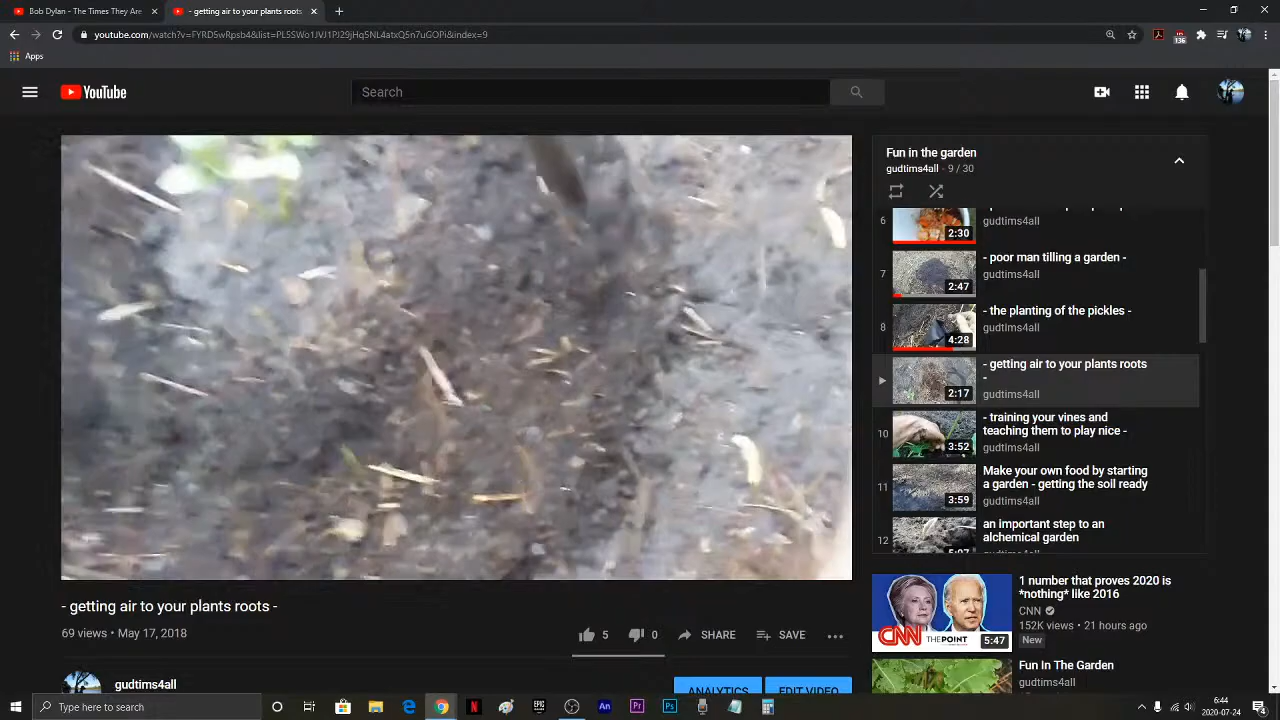 Bob Dylan - The Times They Are
- getting air to your plants roots
youtube.com/watch?v=FYRD5wRpsb4&list=PL5SWo1JVJ1PJ29jHq5NL4atxQ5n7uGOPi&index=9
136
Apps
YouTube
Search
Fun in the garden
gudtims4all - 9 / 30
6
2:30
gudtims4all
7
2:47
- poor man tilling a garden -
gudtims4all
8
4:28
- the planting of the pickles -
gudtims4all
2:17
- getting air to your plants roots
-
gudtims4all
10
3:52
- training your vines and
teaching them to play nice -
gudtims4all
11
3:59
Make your own food by starting
a garden - getting the soil ready
gudtims4all
12
an important step to an
alchemical garden
- getting air to your plants roots -
69 views • May 17, 2018
5
0
SHARE
SAVE
gudtims4all
ANALYTICS
EDIT VIDEO
CNN THE POINT
5:47
1 number that proves 2020 is
*nothing* like 2016
CNN
152K views • 21 hours ago
New
Fun In The Garden
gudtims4all
Type here to search
N
EPIC
An
Pr
Ps
6:44
2020-07-24